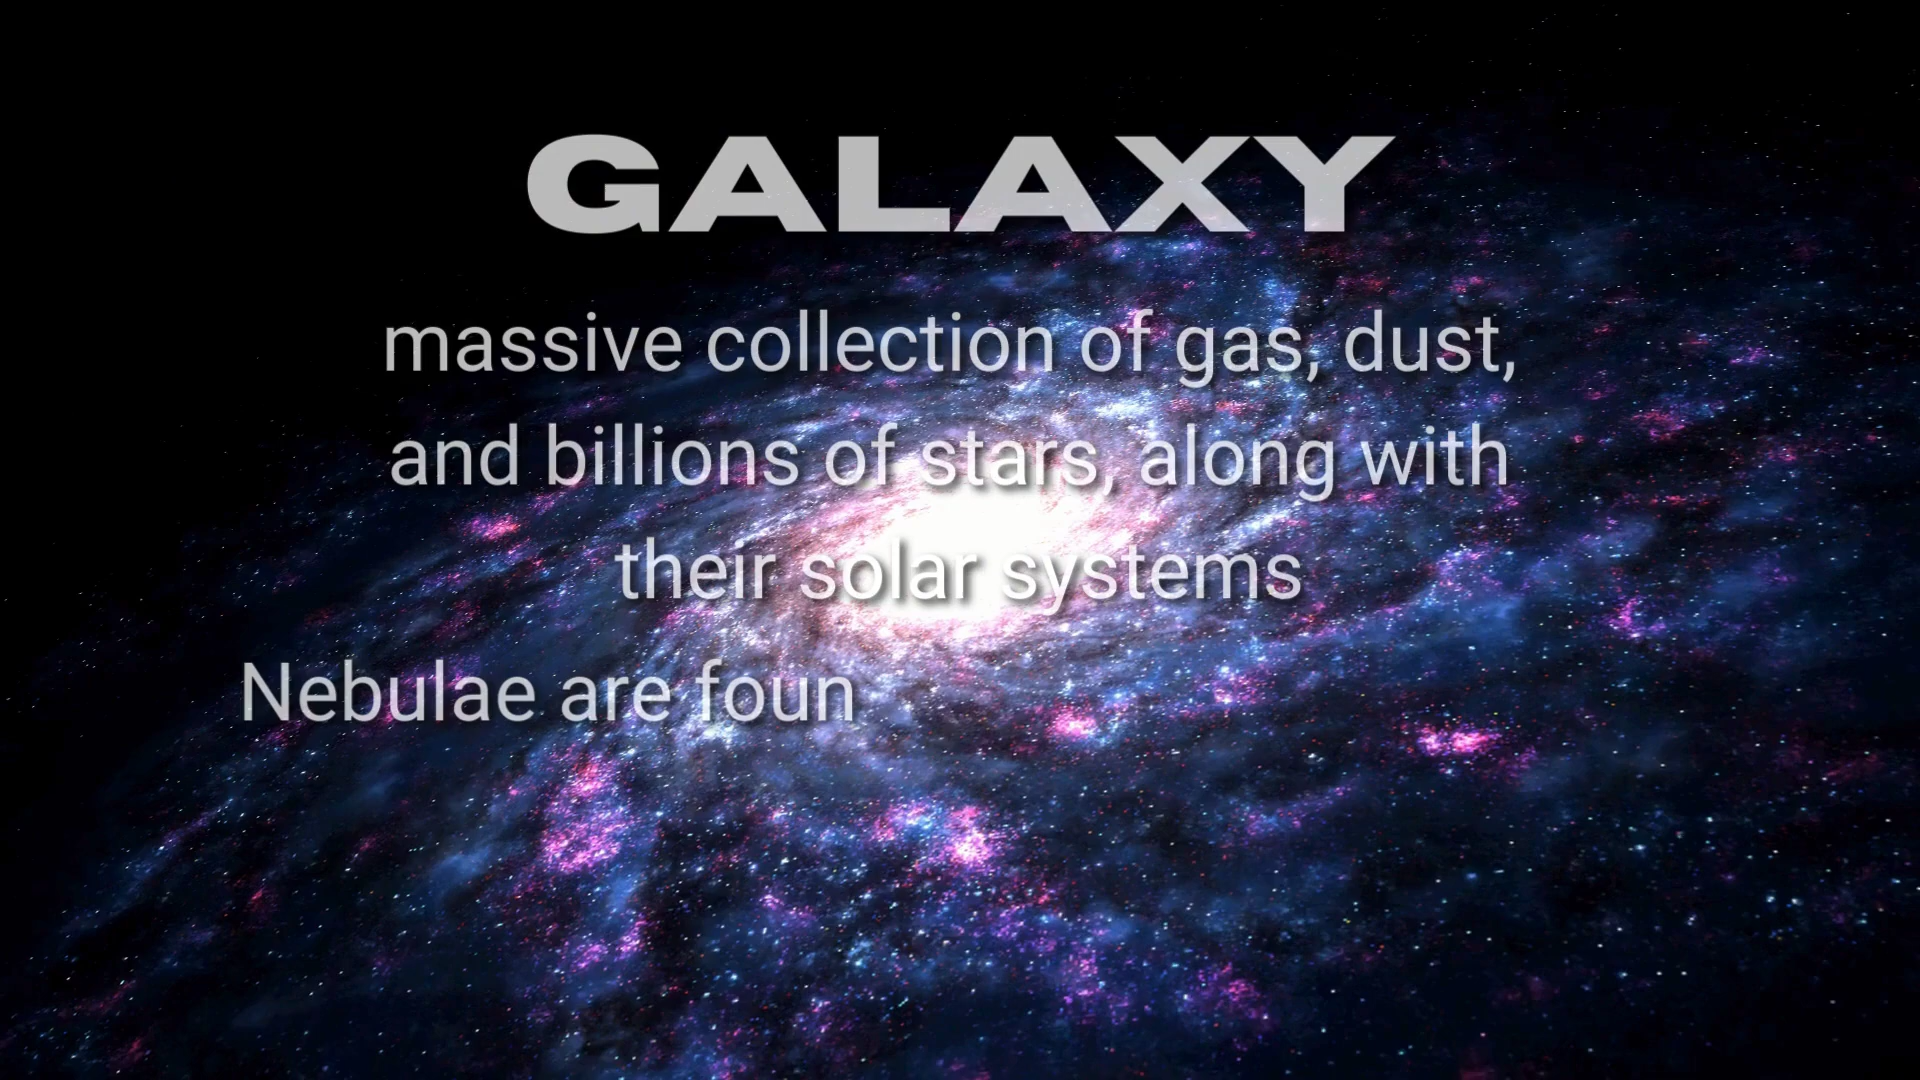 GALAXY
massive collection of gas, dust,
and billions of stars, along with
their solar systems
Nebulae are foun